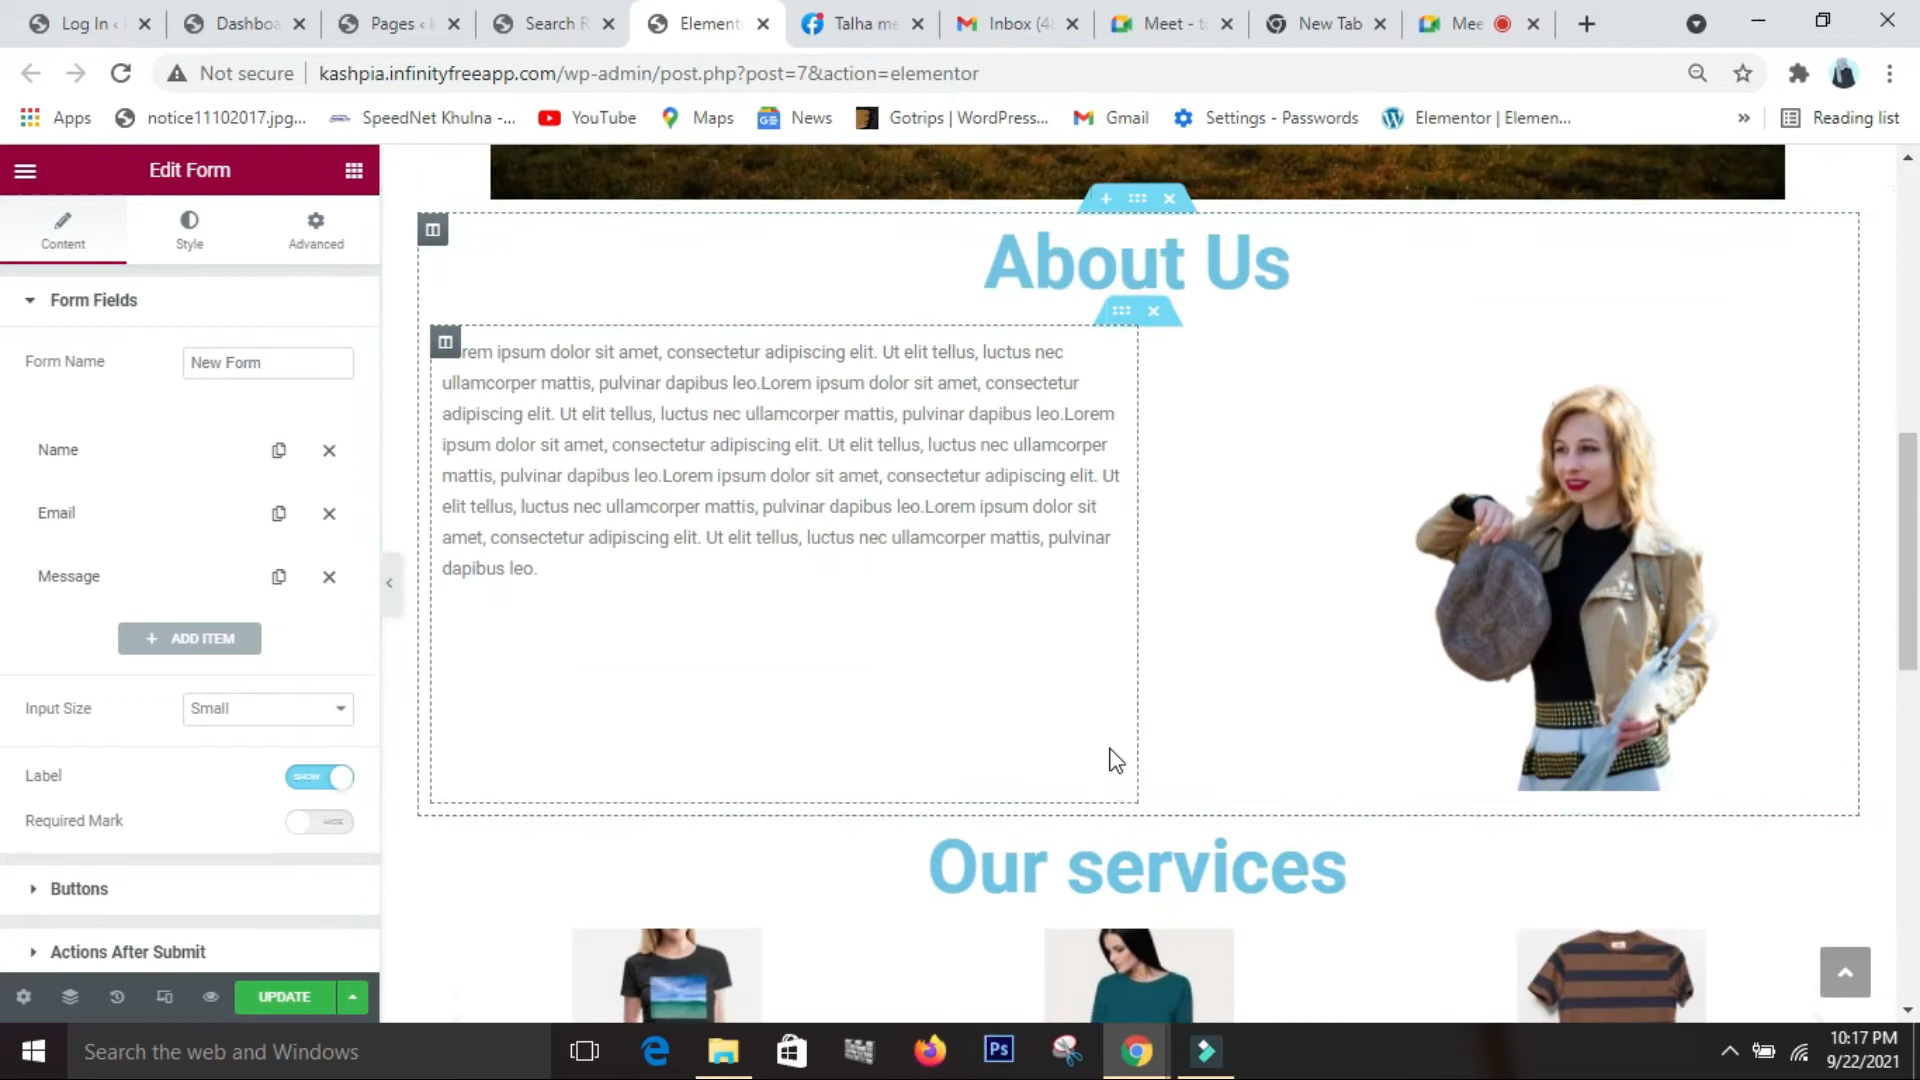 Log In ‹
Dashboa
Pages ‹
Search R
Element
Talha me
Inbox (4
Meet - t
New Tab
Mee
Not secure
kashpia.infinityfreeapp.com/wp-admin/post.php?post=7&action=elementor
Apps
notice11102017.jpg...
SpeedNet Khulna -...
YouTube
Maps
News
Gotrips | WordPress...
Gmail
Settings - Passwords
Elementor | Elemen...
»
Reading list
Edit Form
Content
Style
Advanced
Form Fields
Form Name
New Form
Name
Email
Message
+ ADD ITEM
Input Size
Small
Label
SHOW
Required Mark
HIDE
Buttons
Actions After Submit
UPDATE
About Us
rem ipsum dolor sit amet, consectetur adipiscing elit. Ut elit tellus, luctus nec
ullamcorper mattis, pulvinar dapibus leo.Lorem ipsum dolor sit amet, consectetur
adipiscing elit. Ut elit tellus, luctus nec ullamcorper mattis, pulvinar dapibus leo.Lorem
ipsum dolor sit amet, consectetur adipiscing elit. Ut elit tellus, luctus nec ullamcorper
mattis, pulvinar dapibus leo.Lorem ipsum dolor sit amet, consectetur adipiscing elit. Ut
elit tellus, luctus nec ullamcorper mattis, pulvinar dapibus leo.Lorem ipsum dolor sit
amet, consectetur adipiscing elit. Ut elit tellus, luctus nec ullamcorper mattis, pulvinar
dapibus leo.
Our services
Search the web and Windows
Ps
10:17 PM
9/22/2021